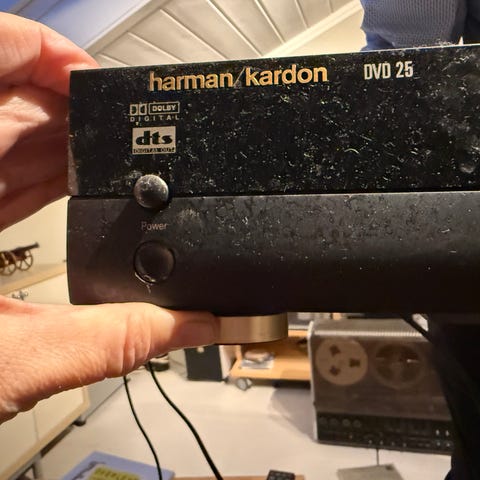 harman/kardon DVD 25
DOLBY
DIGITAL
dts
DIGITAL OUT
Power